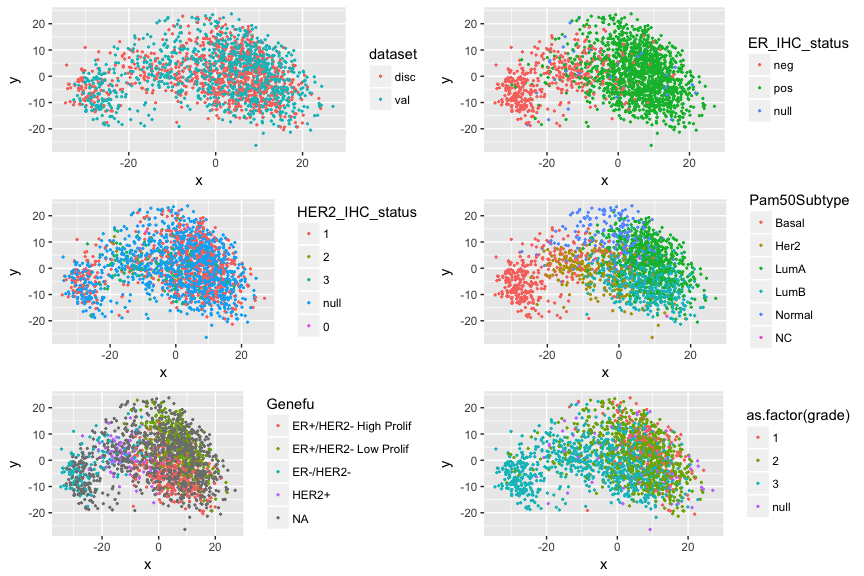 20
10
0
-10
-20
y
-20
0
20
x
dataset
disc
val
20
10
0
-10
-20
y
-20
0
20
x
ER_IHC_status
neg
pos
null
20
10
0
-10
-20
y
-20
0
20
x
HER2_IHC_status
1
2
3
null
0
20
10
0
-10
-20
y
-20
0
20
x
Pam50Subtype
Basal
Her2
LumA
LumB
Normal
NC
20
10
0
-10
-20
y
-20
0
20
x
Genefu
ER+/HER2- High Prolif
ER+/HER2- Low Prolif
ER-/HER2-
HER2+
NA
20
10
0
-10
-20
y
-20
0
20
x
as.factor(grade)
1
2
3
null